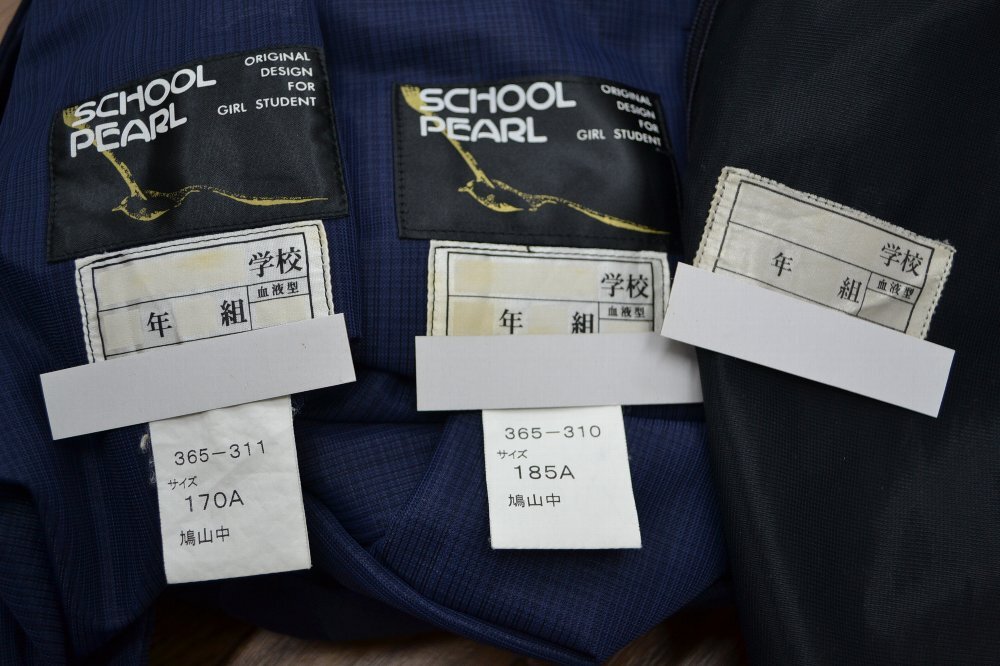 SCHOOL
PEARL
ORIGINAL
DESIGN
FOR
GIRL STUDENT
学校
年 組 血液型
365-311
サイズ
170A
鳩山中
SCHOOL
PEARL
ORIGINAL
DESIGN
FOR
GIRL STUDENT
学校
年 組 血液型
365-310
サイズ
185A
鳩山中
学校
年 組 血液型